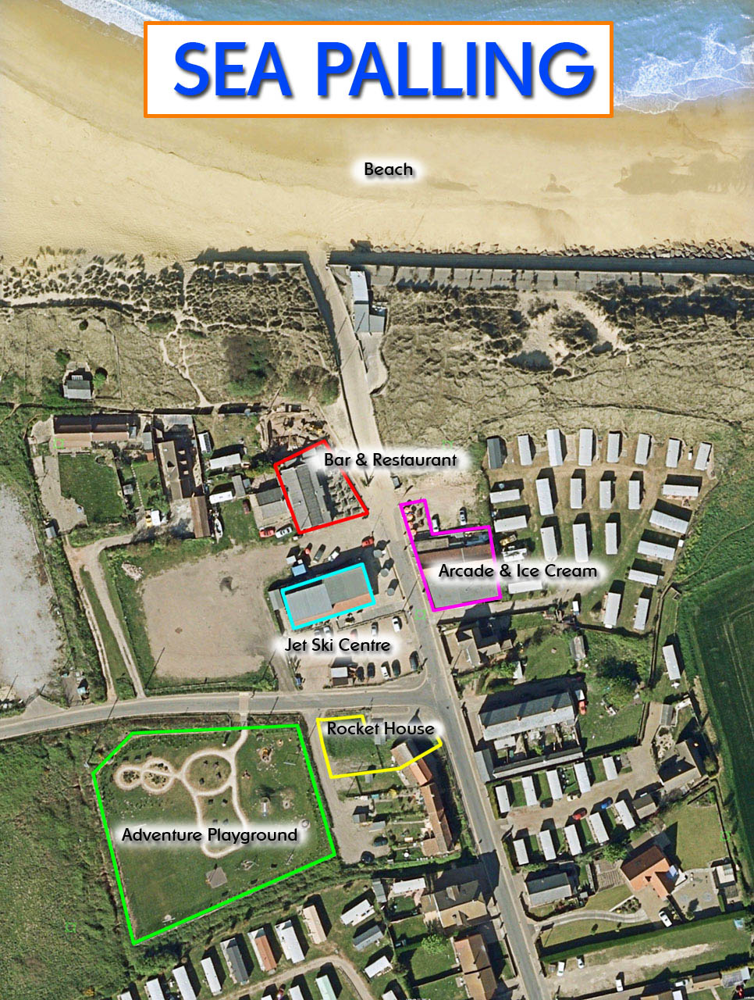 SEA PALLING
Beach
Bar & Restaurant
Arcade & Ice Cream
Jet Ski Centre
Rocket House
Adventure Playground